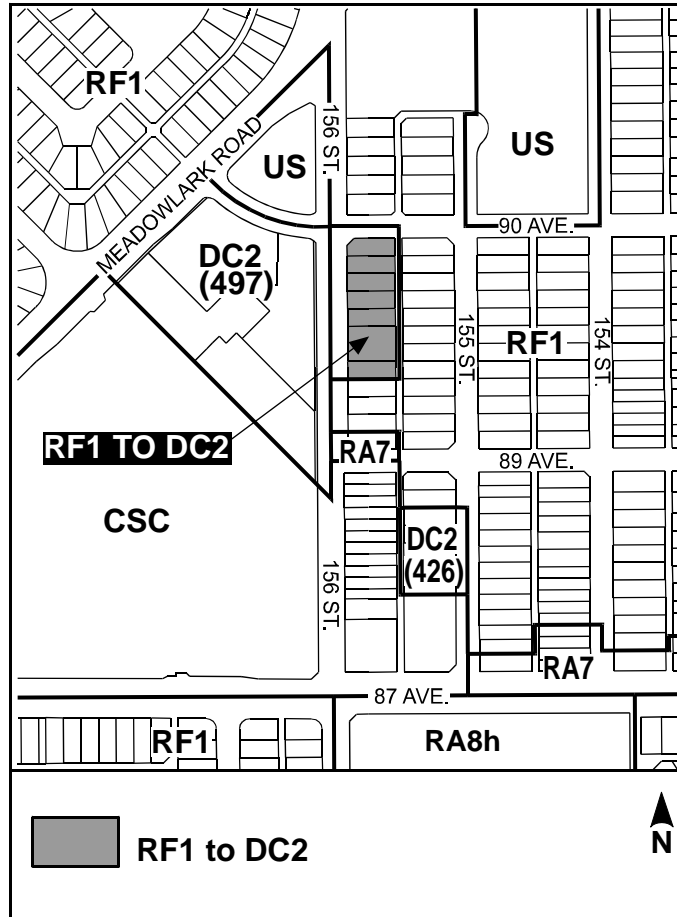 RF1
MEADOWLARK ROAD
156 ST.
US
US
90 AVE.
DC2
(497)
155 ST.
RF1
154 ST.
RF1 TO DC2
RA7
89 AVE.
CSC
DC2
(426)
156 ST.
RA7
87 AVE.
RF1
RA8h
RF1 to DC2
N